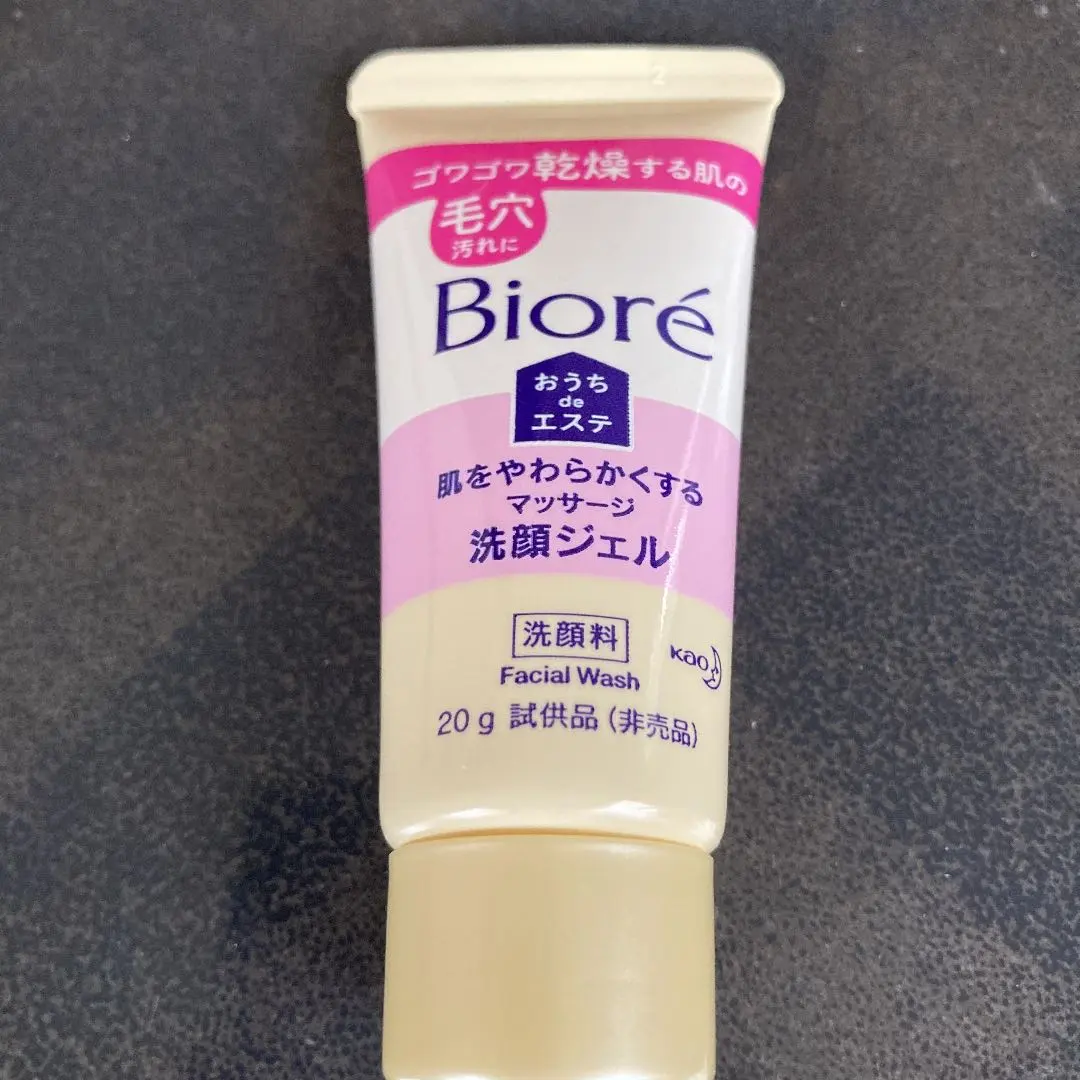 ゴワゴワ乾燥する肌の
毛穴
汚れに
Bioré
おうち
de
エステ
肌をやわらかくする
マッサージ
洗顔ジェル
洗顔料
Facial Wash
Kao
20g 試供品(非売品)
2